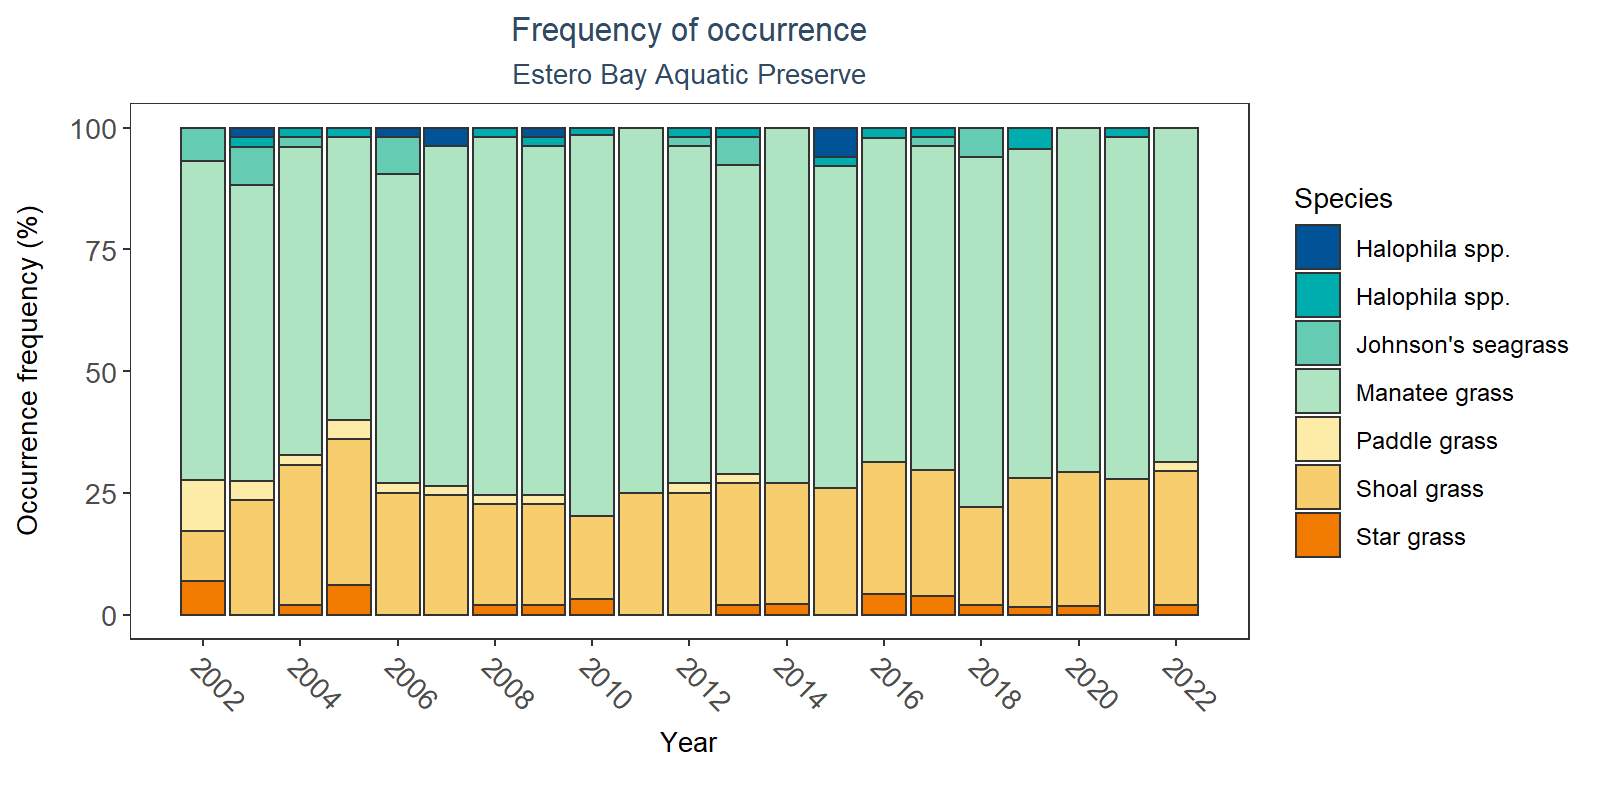 Frequency of occurrence
Estero Bay Aquatic Preserve
Occurrence frequency (%)
100
75
50
25
0
2002
2004
2006
2008
2010
2012
2014
2016
2018
2020
2022
Year
Species
Halophila spp.
Halophila spp.
Johnson's seagrass
Manatee grass
Paddle grass
Shoal grass
Star grass